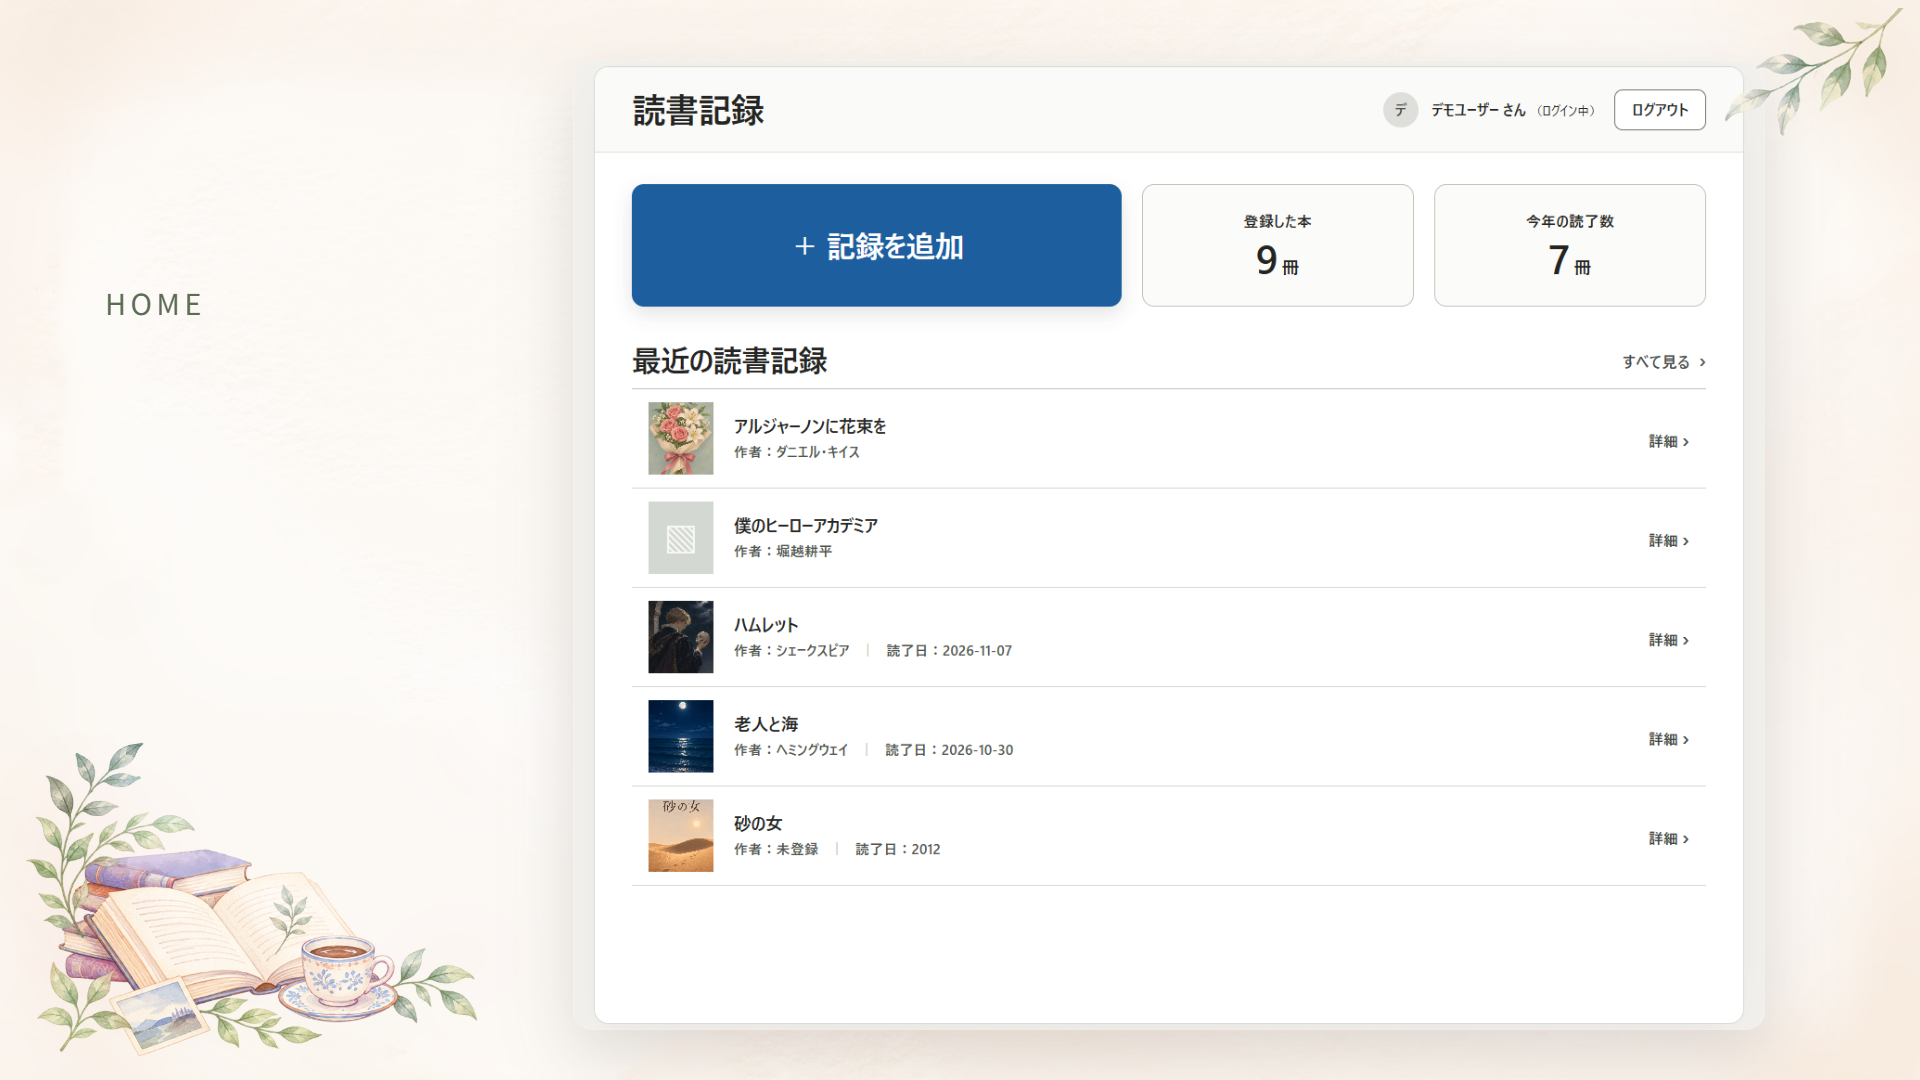 HOME
読書記録
デ デモユーザー さん （ログイン中） ログアウト
＋ 記録を追加
登録した本
9 冊
今年の読了数
7 冊
最近の読書記録
すべて見る ›
アルジャーノンに花束を
作者：ダニエル・キイス
詳細 ›
僕のヒーローアカデミア
作者：堀越耕平
詳細 ›
ハムレット
作者：シェークスピア ｜ 読了日：2026-11-07
詳細 ›
老人と海
作者：ヘミングウェイ ｜ 読了日：2026-10-30
詳細 ›
砂の女
砂の女
作者：未登録 ｜ 読了日：2012
詳細 ›